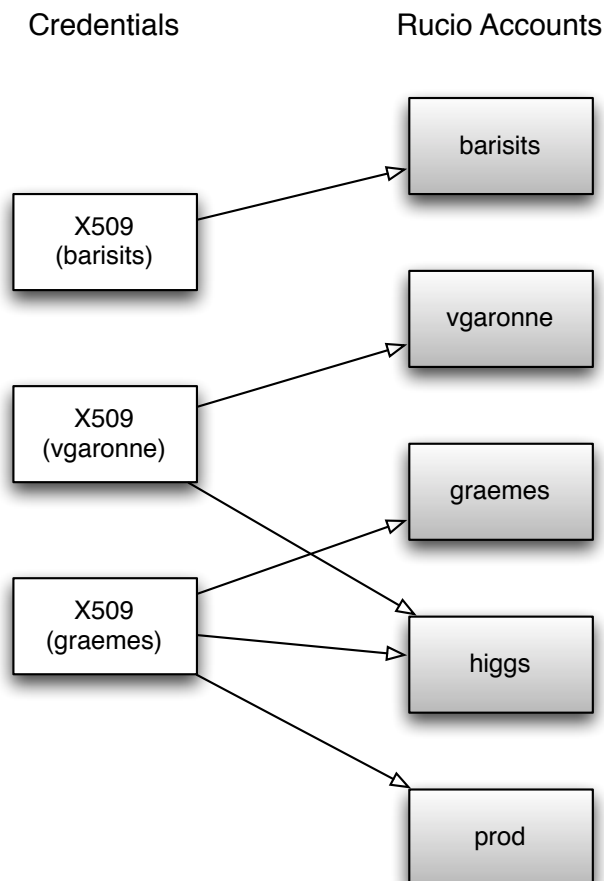 Credentials
Rucio Accounts
barisits
X509
(barisits)
vgaronne
X509
(vgaronne)
graemes
X509
(graemes)
higgs
prod